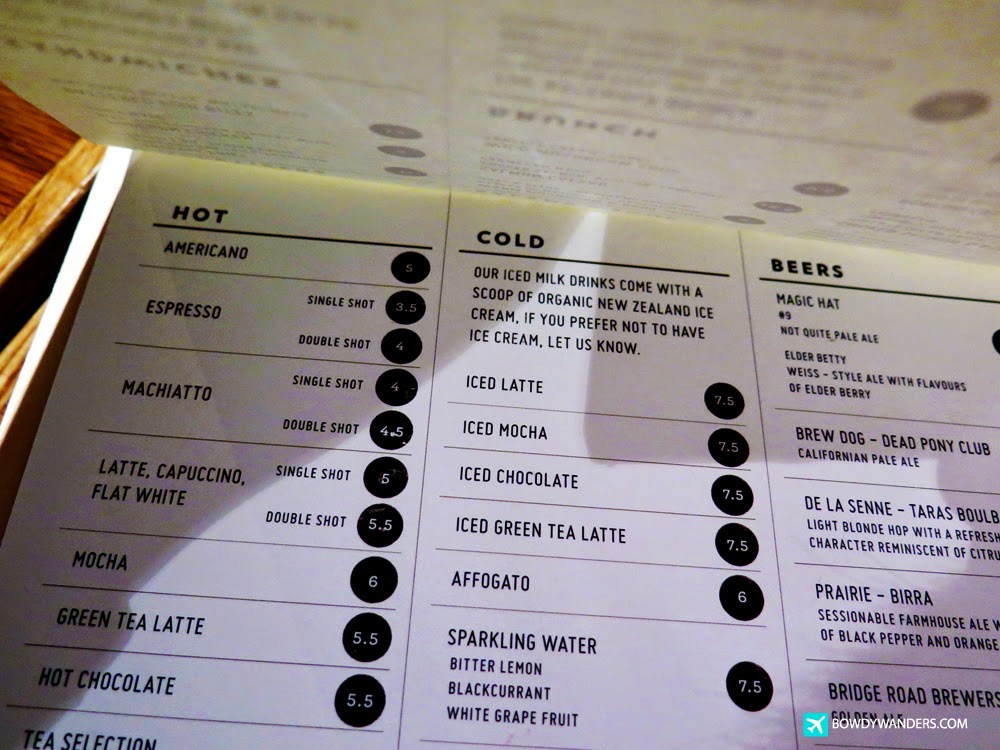 HOT
AMERICANO
5
ESPRESSO
SINGLE SHOT 3.5
DOUBLE SHOT 4
MACHIATTO
SINGLE SHOT 4
DOUBLE SHOT 4.5
LATTE, CAPUCCINO,
FLAT WHITE
SINGLE SHOT 5
DOUBLE SHOT 5.5
MOCHA 6
GREEN TEA LATTE 5.5
HOT CHOCOLATE 5.5
TEA SELECTION
COLD
OUR ICED MILK DRINKS COME WITH A
SCOOP OF ORGANIC NEW ZEALAND ICE
CREAM, IF YOU PREFER NOT TO HAVE
ICE CREAM, LET US KNOW.
ICED LATTE 7.5
ICED MOCHA 7.5
ICED CHOCOLATE 7.5
ICED GREEN TEA LATTE 7.5
AFFOGATO 6
SPARKLING WATER
BITTER LEMON
BLACKCURRANT
WHITE GRAPE FRUIT
7.5
BEERS
MAGIC HAT
#9
NOT QUITE PALE ALE
ELDER BETTY
WEISS - STYLE ALE WITH FLAVOURS
OF ELDER BERRY
BREW DOG - DEAD PONY CLUB
CALIFORNIAN PALE ALE
DE LA SENNE - TARAS BOULB
LIGHT BLONDE HOP WITH A REFRESH
CHARACTER REMINISCENT OF CITRU
PRAIRIE - BIRRA
SESSIONABLE FARMHOUSE ALE W
OF BLACK PEPPER AND ORANGE
BRIDGE ROAD BREWERS
GOLDEN ALE
BOWDYWANDERS.COM